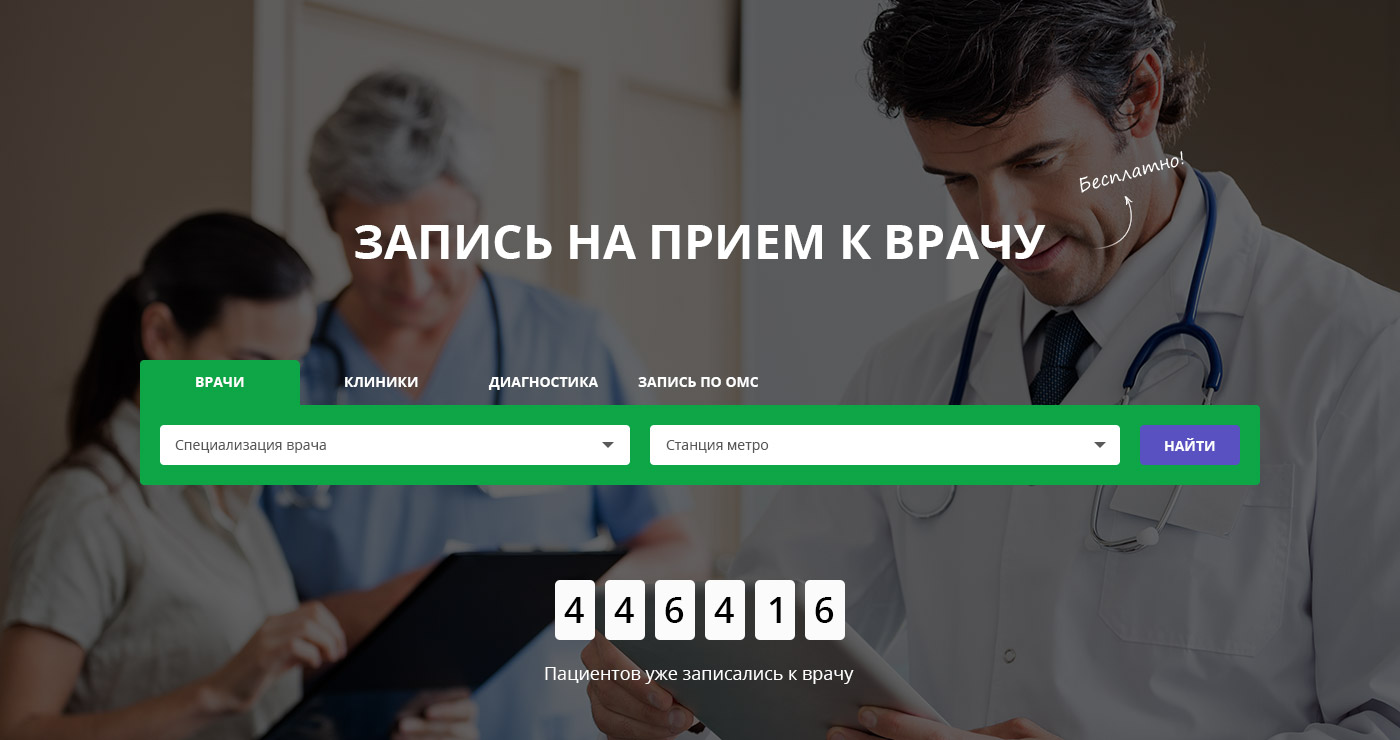 Бесплатно!
ЗАПИСЬ НА ПРИЕМ К ВРАЧУ
ВРАЧИ КЛИНИКИ ДИАГНОСТИКА ЗАПИСЬ ПО ОМС
Специализация врача Станция метро НАЙТИ
4 4 6 4 1 6
Пациентов уже записались к врачу